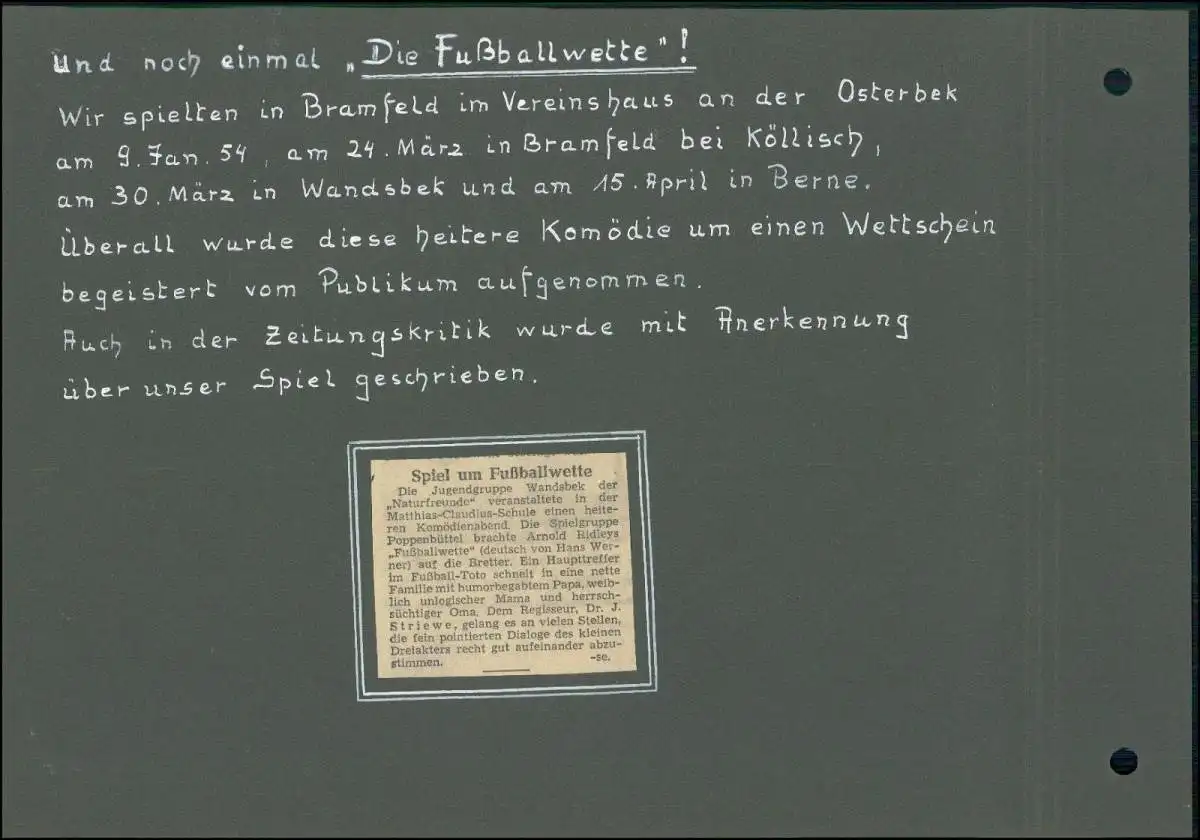 Und noch einmal „Die Fußballwette"!
Wir spielten in Bramfeld im Vereinshaus an der Osterbek
am 9. Jan. 54, am 24. März in Bramfeld bei Köllisch,
am 30. März in Wandsbek und am 15. April in Berne.
Überall wurde diese heitere Komödie um einen Wettschein
begeistert vom Publikum aufgenommen.
Auch in der Zeitungskritik wurde mit Anerkennung
über unser Spiel geschrieben.
Spiel um Fußballwette
Die Jugendgruppe Wandsbek der
„Naturfreunde" veranstaltete in der
Matthias-Claudius-Schule einen heite-
ren Komödienabend. Die Spielgruppe
Poppenbüttel brachte Arnold Ridleys
„Fußballwette" (deutsch von Hans Wer-
ner) auf die Bretter. Ein Haupttreffer
im Fußball-Toto schneit in eine nette
Familie mit humorbegabtem Papa, weib-
lich unlogischer Mama und herrsch-
süchtiger Oma. Dem Regisseur, Dr. J.
Striewe, gelang es an vielen Stellen,
die fein pointierten Dialoge des kleinen
Dreiakters recht gut aufeinander abzu-
stimmen. -se.